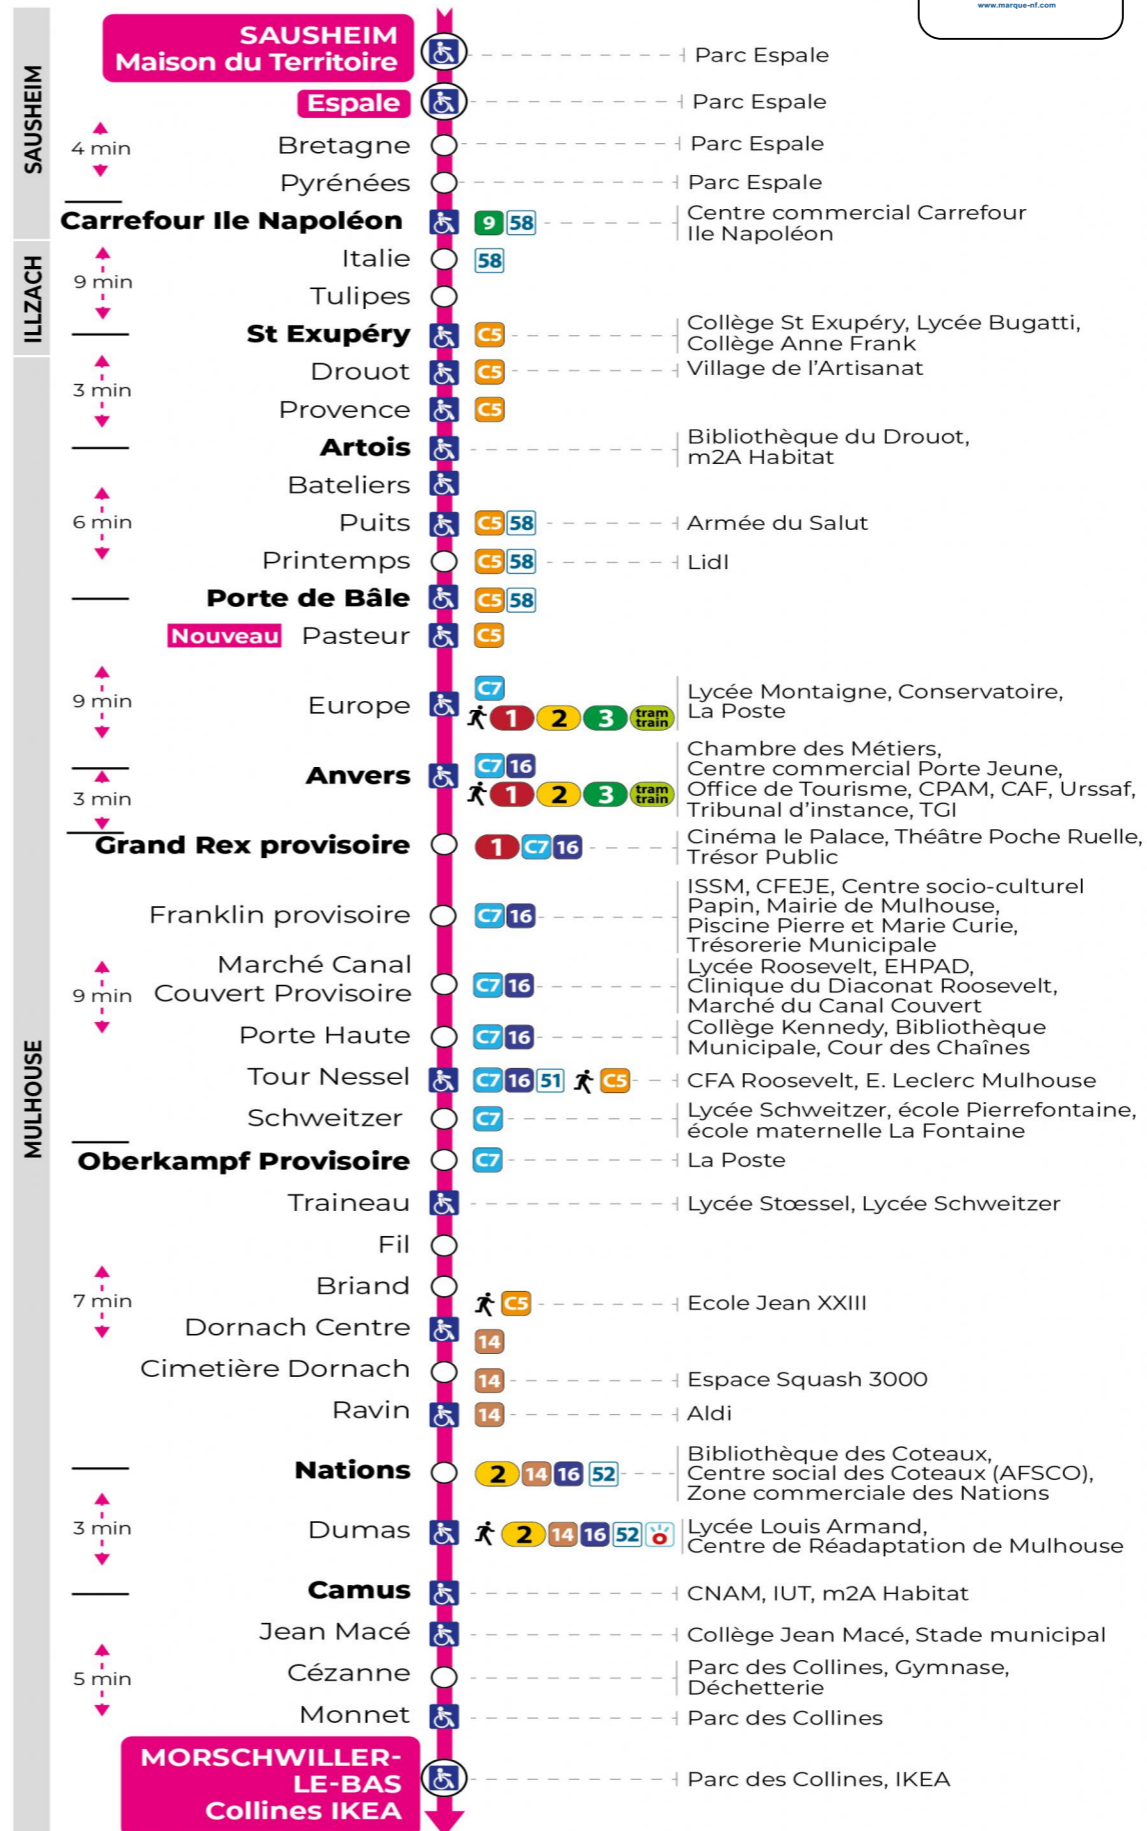 www.marque-nf.com
SAUSHEIM
SAUSHEIM
Maison du Territoire
Parc Espale
Espale
Parc Espale
4 min
Bretagne
Parc Espale
Pyrénées
Parc Espale
Carrefour Ile Napoléon
9 58
Centre commercial Carrefour
Ile Napoléon
ILLZACH
9 min
Italie
58
Tulipes
St Exupéry
C5
Collège St Exupéry, Lycée Bugatti,
Collège Anne Frank
MULHOUSE
3 min
Drouot
C5
Village de l'Artisanat
Provence
C5
Artois
Bibliothèque du Drouot,
m2A Habitat
6 min
Bateliers
Puits
C5 58
Armée du Salut
Printemps
C5 58
Lidl
Porte de Bâle
C5 58
Nouveau Pasteur
C5
9 min
Europe
C7
1 2 3 tram
train
Lycée Montaigne, Conservatoire,
La Poste
Anvers
C7 16
1 2 3 tram
train
Chambre des Métiers,
Centre commercial Porte Jeune,
Office de Tourisme, CPAM, CAF, Urssaf,
Tribunal d'instance, TGI
3 min
Grand Rex provisoire
1 C7 16
Cinéma le Palace, Théâtre Poche Ruelle,
Trésor Public
Franklin provisoire
C7 16
ISSM, CFEJE, Centre socio-culturel
Papin, Mairie de Mulhouse,
Piscine Pierre et Marie Curie,
Trésorerie Municipale
9 min
Marché Canal
Couvert Provisoire
C7 16
Lycée Roosevelt, EHPAD,
Clinique du Diaconat Roosevelt,
Marché du Canal Couvert
Porte Haute
C7 16
Collège Kennedy, Bibliothèque
Municipale, Cour des Chaînes
Tour Nessel
C7 16 51 C5
CFA Roosevelt, E. Leclerc Mulhouse
Schweitzer
C7
Lycée Schweitzer, école Pierrefontaine,
école maternelle La Fontaine
Oberkampf Provisoire
C7
La Poste
Traineau
Lycée Stœssel, Lycée Schweitzer
Fil
7 min
Briand
C5
Ecole Jean XXIII
Dornach Centre
14
Cimetière Dornach
14
Espace Squash 3000
Ravin
14
Aldi
Nations
2 14 16 52
Bibliothèque des Coteaux,
Centre social des Coteaux (AFSCO),
Zone commerciale des Nations
3 min
Dumas
2 14 16 52
Lycée Louis Armand,
Centre de Réadaptation de Mulhouse
Camus
CNAM, IUT, m2A Habitat
5 min
Jean Macé
Collège Jean Macé, Stade municipal
Cézanne
Parc des Collines, Gymnase,
Déchetterie
Monnet
Parc des Collines
MORSCHWILLER-
LE-BAS
Collines IKEA
Parc des Collines, IKEA